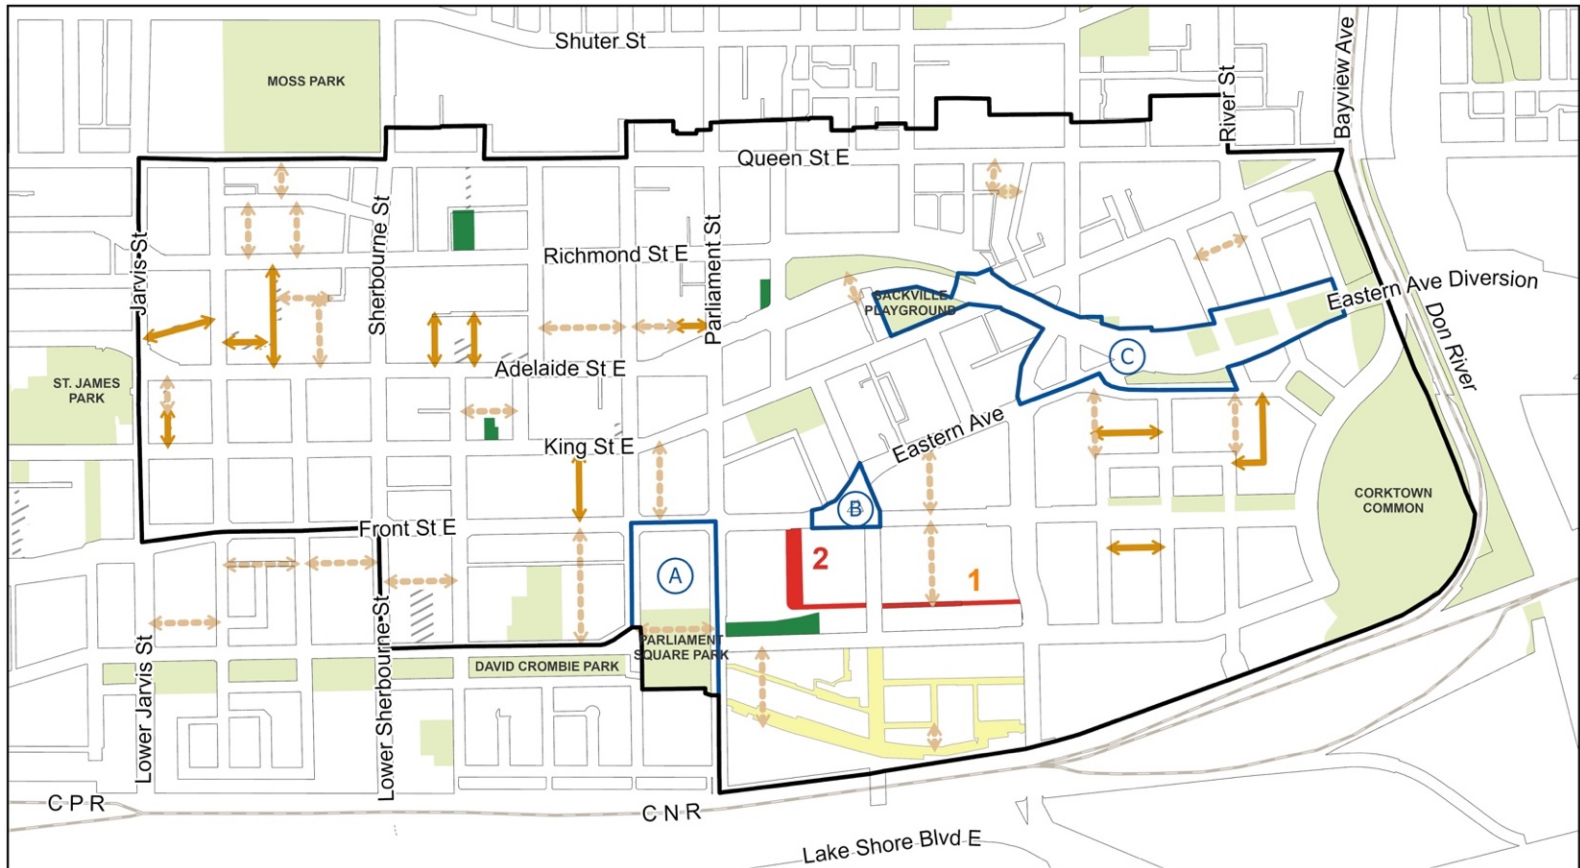 Shuter St
MOSS PARK
River St
Bayview Ave
Queen St E
Jarvis St
Sherbourne St
Parliament St
Richmond St E
SACKVILLE
PLAYGROUND
Eastern Ave Diversion
Don River
C
ST. JAMES
PARK
Adelaide St E
King St E
Eastern Ave
B
CORKTOWN
COMMON
Front St E
A
2
1
PARLIAMENT
SQUARE PARK
DAVID CROMBIE PARK
Lower Jarvis St
Lower Sherbourne St
C P R
C N R
Lake Shore Blvd E